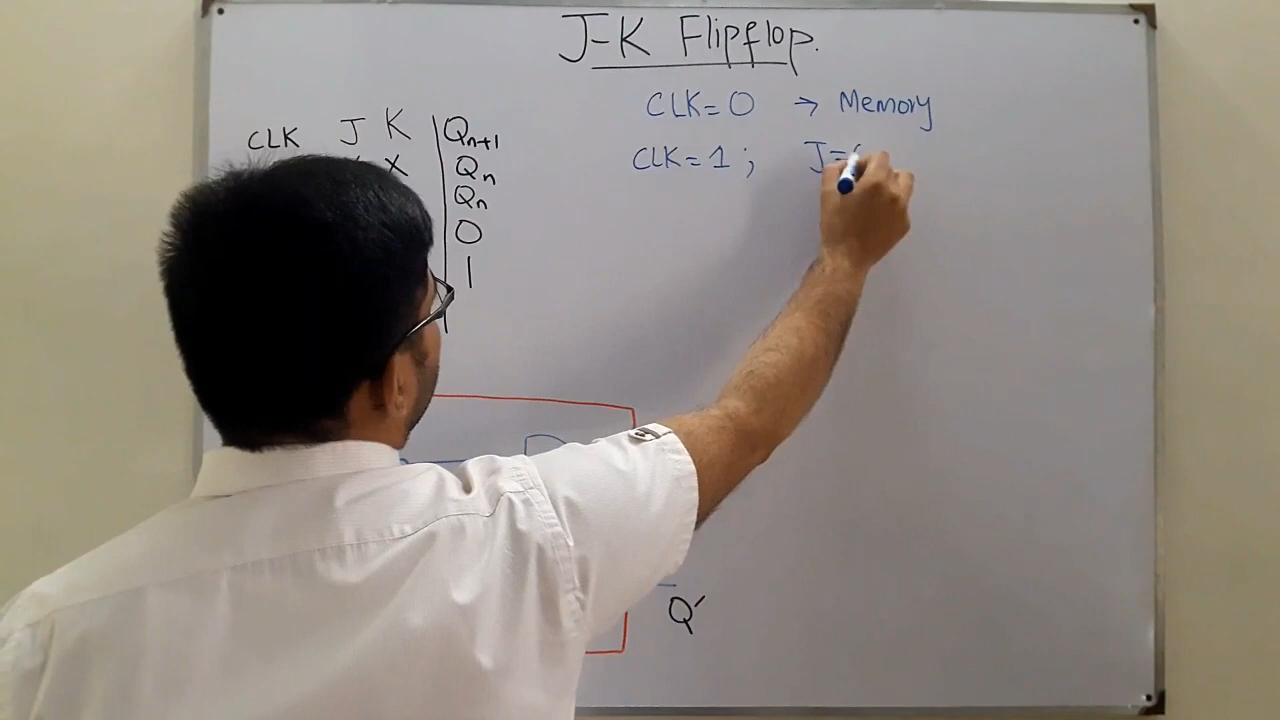 J-K Flipflop.
CLK J K Qn+1
X Qn
Qn
0
1
CLK=0 → Memory
CLK=1; J=
Q′